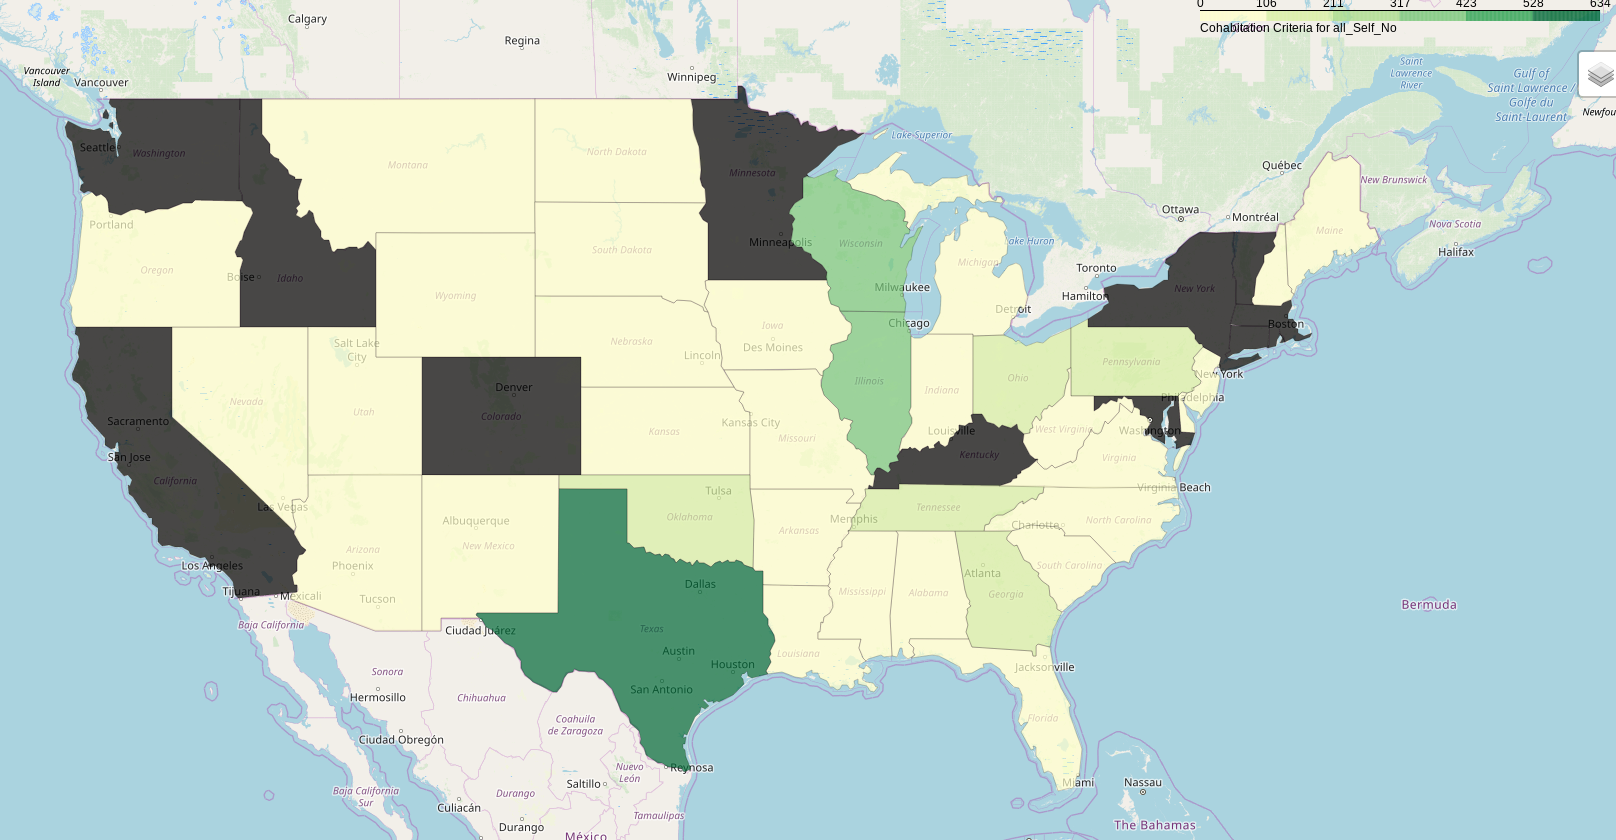 0 106 211 317 423 528 634
Cohabitation Criteria for all_Self_No
Calgary
Regina
Winnipeg
Vancouver Island
Vancouver
Saint Lawrence River
Gulf of Saint Lawrence / Golfe du Saint-Laurent
Newfou
Seattle
Washington
Montana
North Dakota
Minnesota
Lake Superior
Québec
New Brunswick
Ottawa
Montréal
Nova Scotia
Halifax
Maine
Portland
Oregon
Boise
Idaho
Wyoming
South Dakota
Minneapolis
Wisconsin
Milwaukee
Michigan
Lake Huron
Toronto
Hamilton
Detroit
New York
Boston
Chicago
Iowa
Des Moines
Nebraska
Lincoln
Salt Lake City
Denver
Colorado
Nevada
Utah
Sacramento
San Jose
California
Kansas
Kansas City
Missouri
Illinois
Indiana
Ohio
Pennsylvania
New York
Philadelphia
Washington
West Virginia
Louisville
Kentucky
Virginia
Virginia Beach
Las Vegas
Albuquerque
New Mexico
Arizona
Phoenix
Tucson
Los Angeles
Tijuana
Mexicali
Baja California
Tulsa
Oklahoma
Arkansas
Memphis
Tennessee
Charlotte
North Carolina
South Carolina
Atlanta
Georgia
Alabama
Mississippi
Louisiana
Dallas
Texas
Austin
Houston
San Antonio
Ciudad Juárez
Bermuda
Jacksonville
Florida
Miami
Nassau
The Bahamas
Sonora
Hermosillo
Chihuahua
Coahuila de Zaragoza
Ciudad Obregón
Nuevo León
Reynosa
Saltillo
Baja California Sur
Durango
Culiacán
Durango
Tamaulipas
México